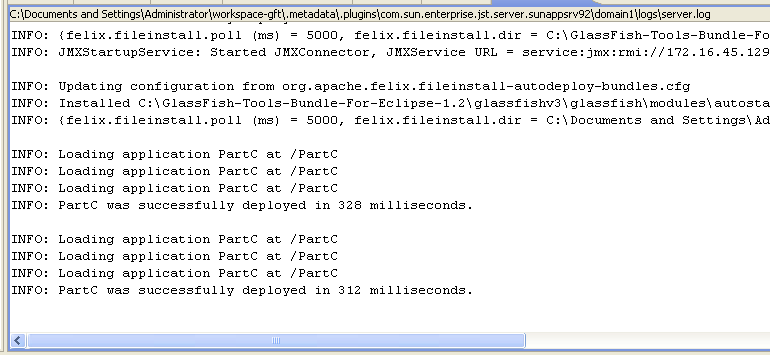 C:\Documents and Settings\Administrator\workspace-gft\.metadata\.plugins\com.sun.enterprise.jst.server.sunappsrv92\domain1\logs\server.log
INFO: {felix.fileinstall.poll (ms) = 5000, felix.fileinstall.dir = C:\GlassFish-Tools-Bundle-Fo
INFO: JMXStartupService: Started JMXConnector, JMXService URL = service:jmx:rmi://172.16.45.129
INFO: Updating configuration from org.apache.felix.fileinstall-autodeploy-bundles.cfg
INFO: Installed C:\GlassFish-Tools-Bundle-For-Eclipse-1.2\glassfishv3\glassfish\modules\autosta
INFO: {felix.fileinstall.poll (ms) = 5000, felix.fileinstall.dir = C:\Documents and Settings\Ad
INFO: Loading application PartC at /PartC
INFO: Loading application PartC at /PartC
INFO: Loading application PartC at /PartC
INFO: PartC was successfully deployed in 328 milliseconds.
INFO: Loading application PartC at /PartC
INFO: Loading application PartC at /PartC
INFO: Loading application PartC at /PartC
INFO: PartC was successfully deployed in 312 milliseconds.